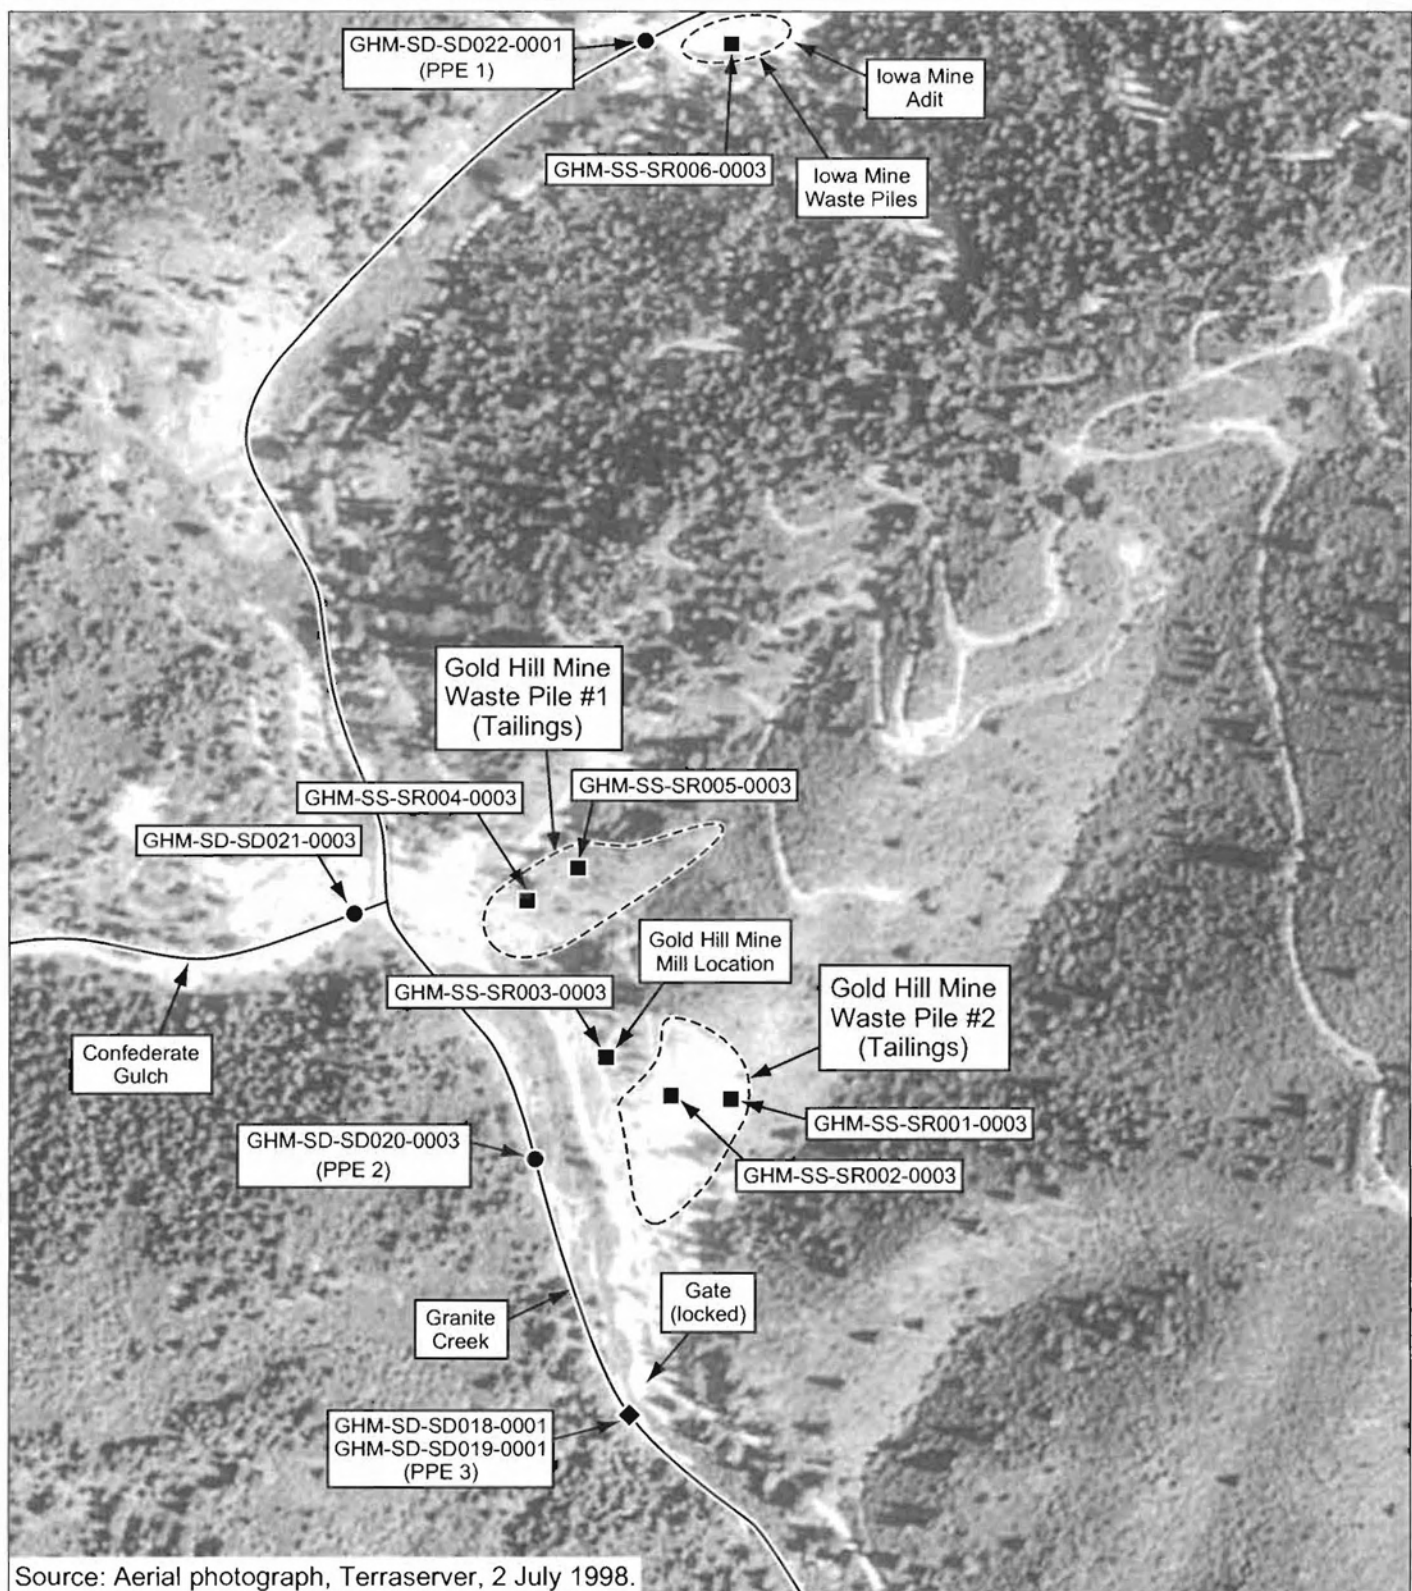 GHM-SD-SD022-0001
(PPE 1)
Iowa Mine
Adit
GHM-SS-SR006-0003
Iowa Mine
Waste Piles
Gold Hill Mine
Waste Pile #1
(Tailings)
GHM-SS-SR004-0003
GHM-SS-SR005-0003
GHM-SD-SD021-0003
Gold Hill Mine
Mill Location
GHM-SS-SR003-0003
Gold Hill Mine
Waste Pile #2
(Tailings)
Confederate
Gulch
GHM-SS-SR001-0003
GHM-SD-SD020-0003
(PPE 2)
GHM-SS-SR002-0003
Gate
(locked)
Granite
Creek
GHM-SD-SD018-0001
GHM-SD-SD019-0001
(PPE 3)
Source: Aerial photograph, Terraserver, 2 July 1998.